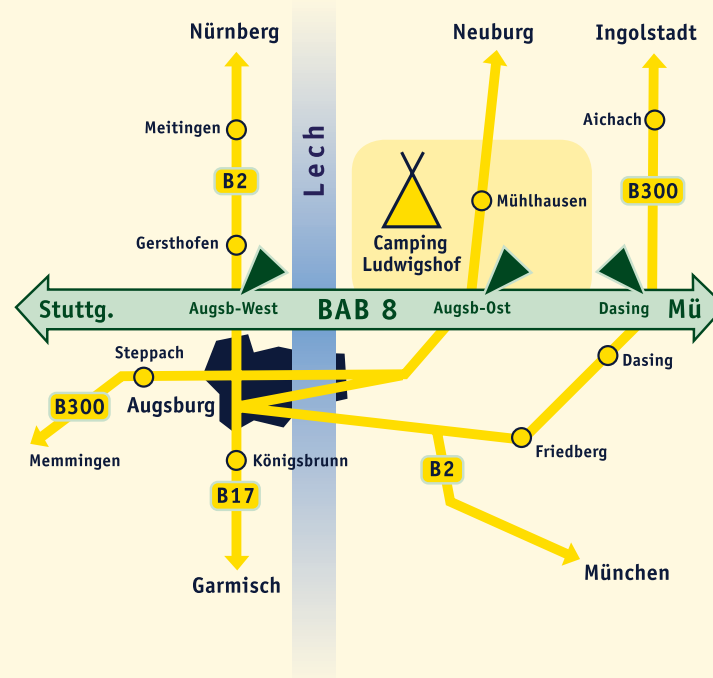 Nürnberg
Neuburg
Ingolstadt
Meitingen
Aichach
Lech
B2
B300
Mühlhausen
Gersthofen
Camping
Ludwigshof
Stuttg.
Augsb-West
BAB 8
Augsb-Ost
Dasing
Mü
Steppach
Dasing
B300
Augsburg
Memmingen
Königsbrunn
Friedberg
B2
B17
München
Garmisch